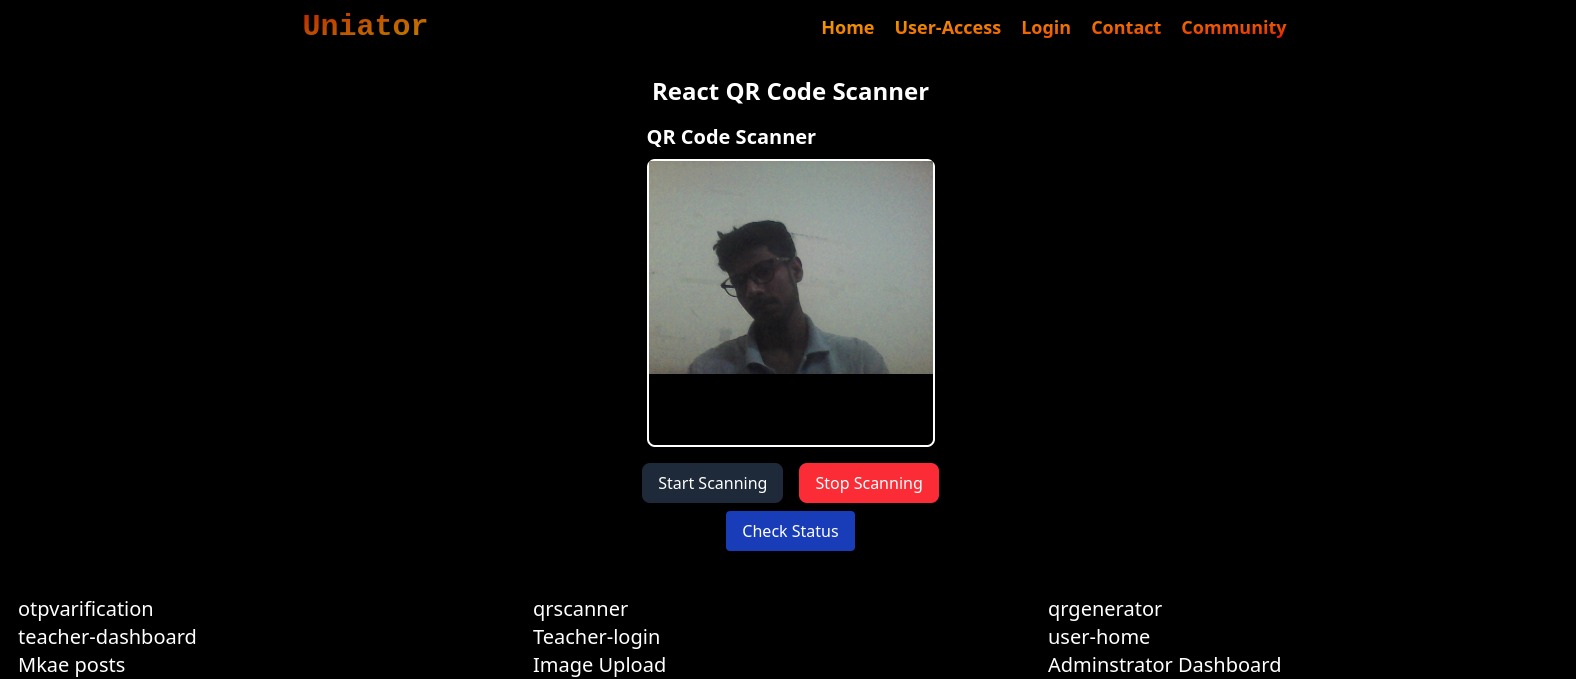 Uniator Home User-Access Login Contact Community
React QR Code Scanner
QR Code Scanner
Start Scanning Stop Scanning
Check Status
otpvarification qrscanner qrgenerator
teacher-dashboard Teacher-login user-home
Mkae posts Image Upload Adminstrator Dashboard